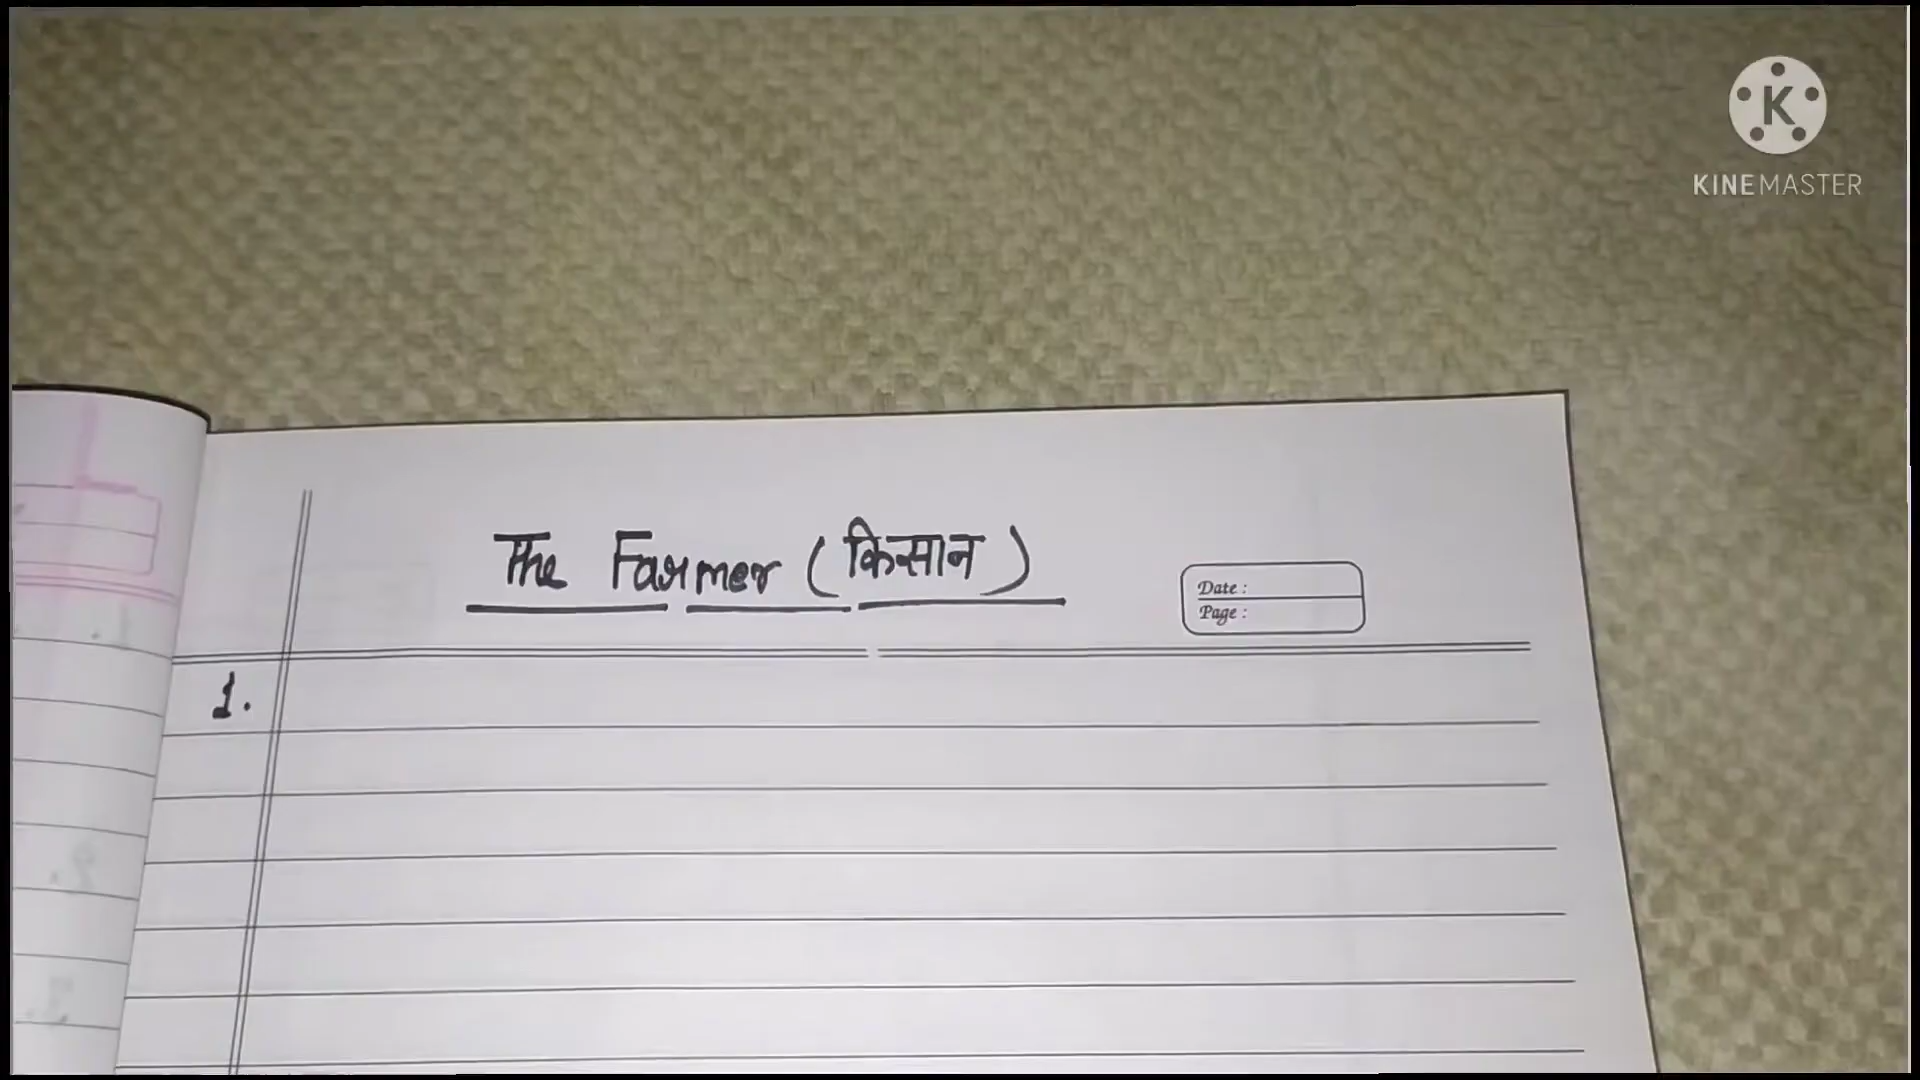 KINEMASTER
The Farmer (किसान)
Date :
Page :
1.